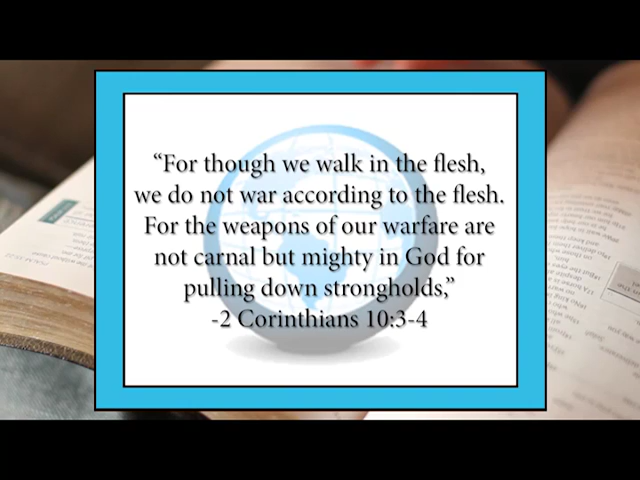 “For though we walk in the flesh,
we do not war according to the flesh.
For the weapons of our warfare are
not carnal but mighty in God for
pulling down strongholds,”
-2 Corinthians 10:3-4